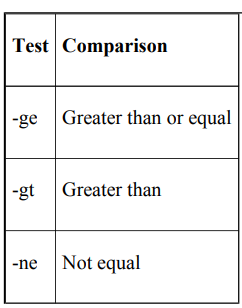 Test Comparison
-ge Greater than or equal
-gt Greater than
-ne Not equal